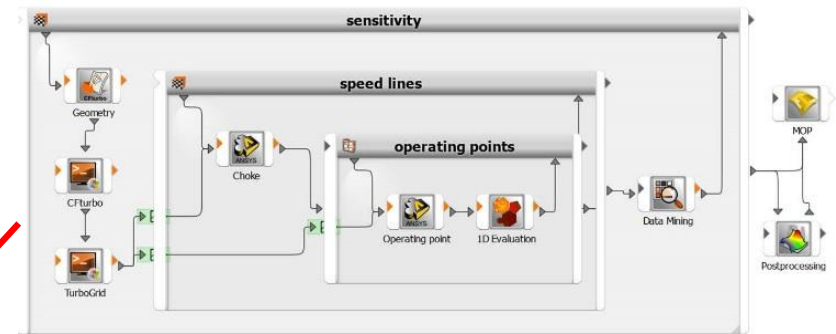 sensitivity
speed lines
operating points
CFturbo
Geometry
CFturbo
TurboGrid
ANSYS
Choke
ANSYS
Operating point
1D Evaluation
Data Mining
MOP
Postprocessing